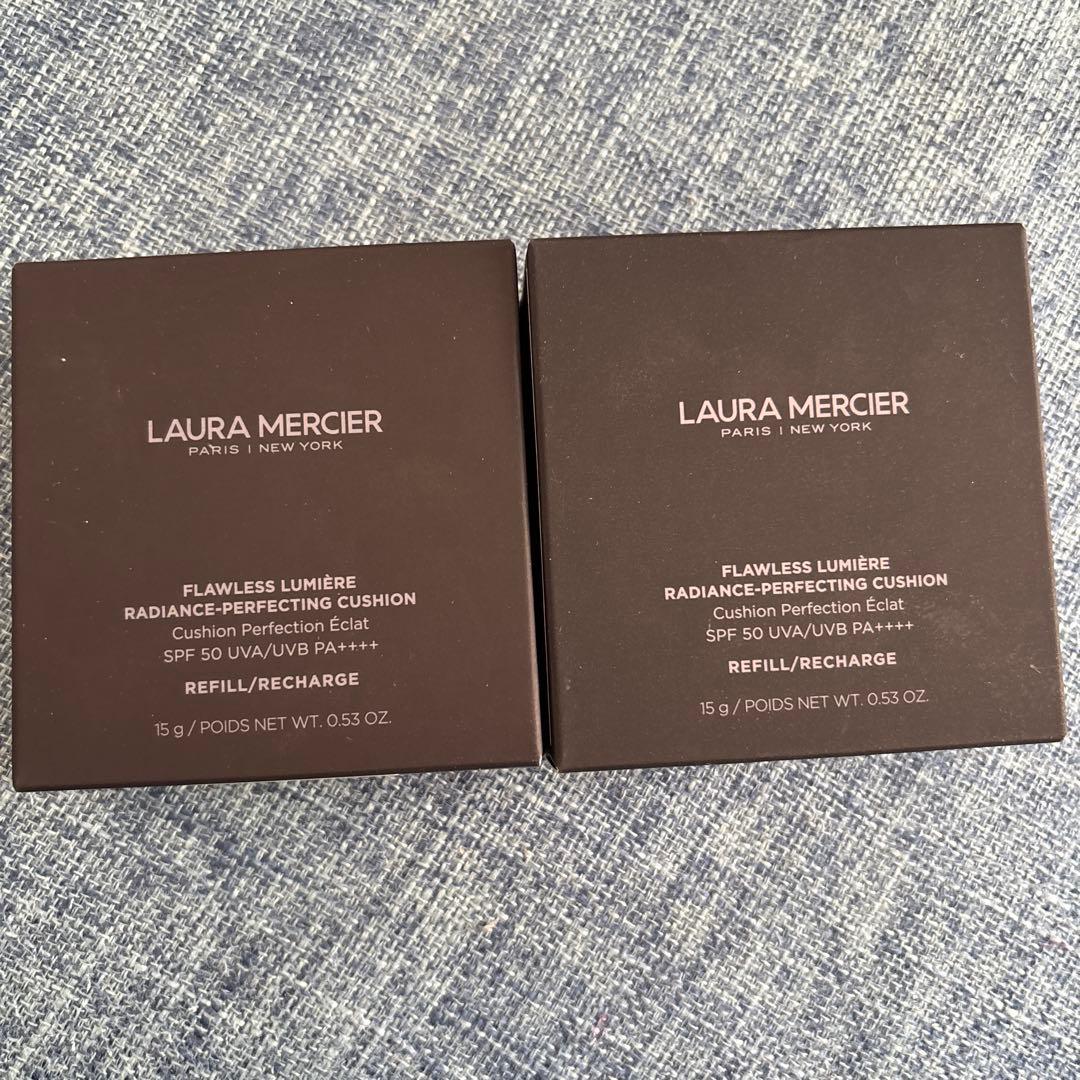 LAURA MERCIER
PARIS | NEW YORK
FLAWLESS LUMIÈRE
RADIANCE-PERFECTING CUSHION
Cushion Perfection Éclat
SPF 50 UVA/UVB PA++++
REFILL/RECHARGE
15 g / POIDS NET WT. 0.53 OZ.
LAURA MERCIER
PARIS | NEW YORK
FLAWLESS LUMIÈRE
RADIANCE-PERFECTING CUSHION
Cushion Perfection Éclat
SPF 50 UVA/UVB PA++++
REFILL/RECHARGE
15 g / POIDS NET WT. 0.53 OZ.